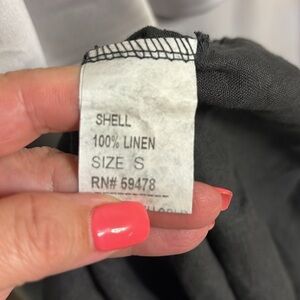 SHELL
100% LINEN
SIZE S
RN# 59478